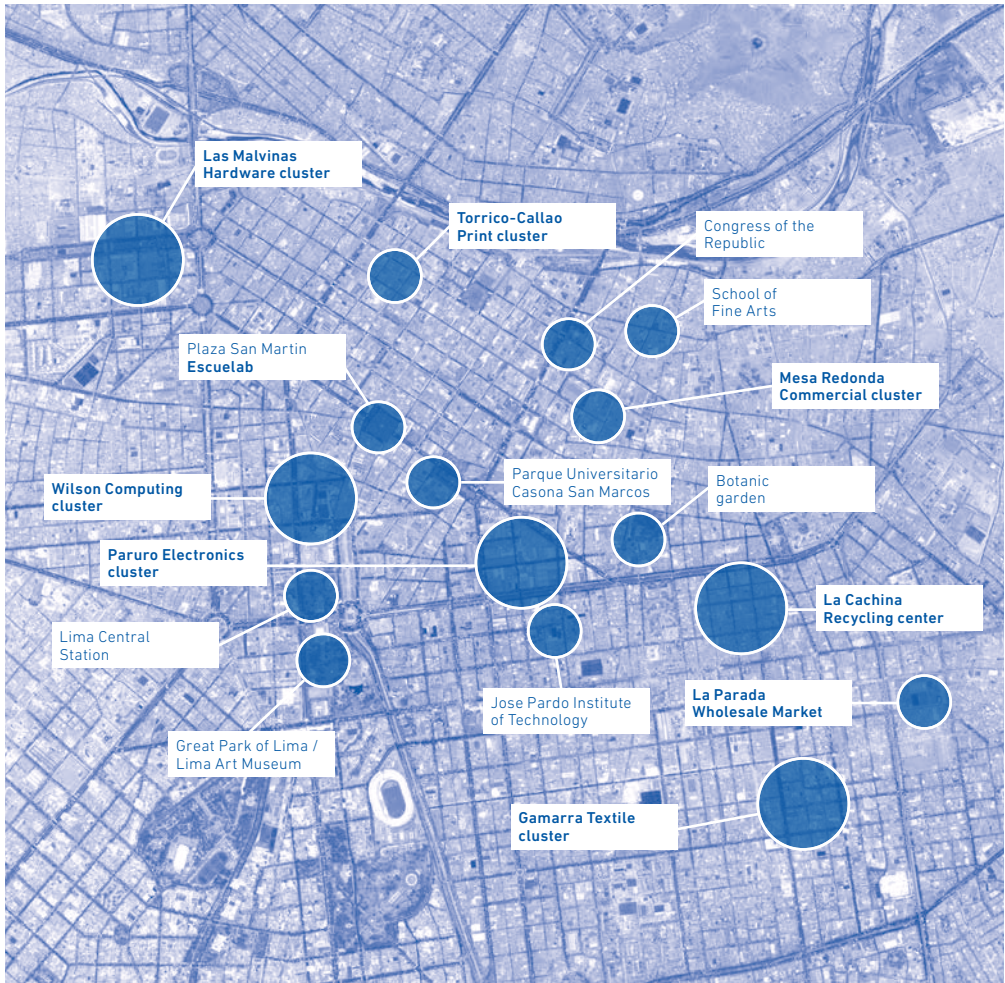 Las Malvinas
Hardware cluster
Torrico-Callao
Print cluster
Congress of the
Republic
School of
Fine Arts
Plaza San Martin
Escuelab
Mesa Redonda
Commercial cluster
Wilson Computing
cluster
Parque Universitario
Casona San Marcos
Botanic
garden
Paruro Electronics
cluster
La Cachina
Recycling center
Lima Central
Station
Jose Pardo Institute
of Technology
La Parada
Wholesale Market
Great Park of Lima /
Lima Art Museum
Gamarra Textile
cluster